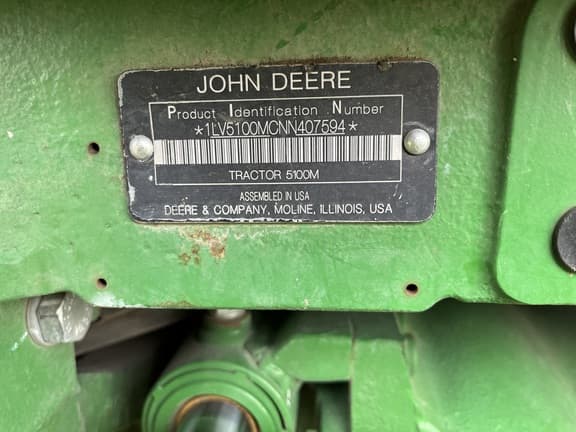 JOHN DEERE
Product Identification Number
*1LV5100MCNN407594*
TRACTOR 5100M
ASSEMBLED IN USA
DEERE & COMPANY, MOLINE, ILLINOIS, USA